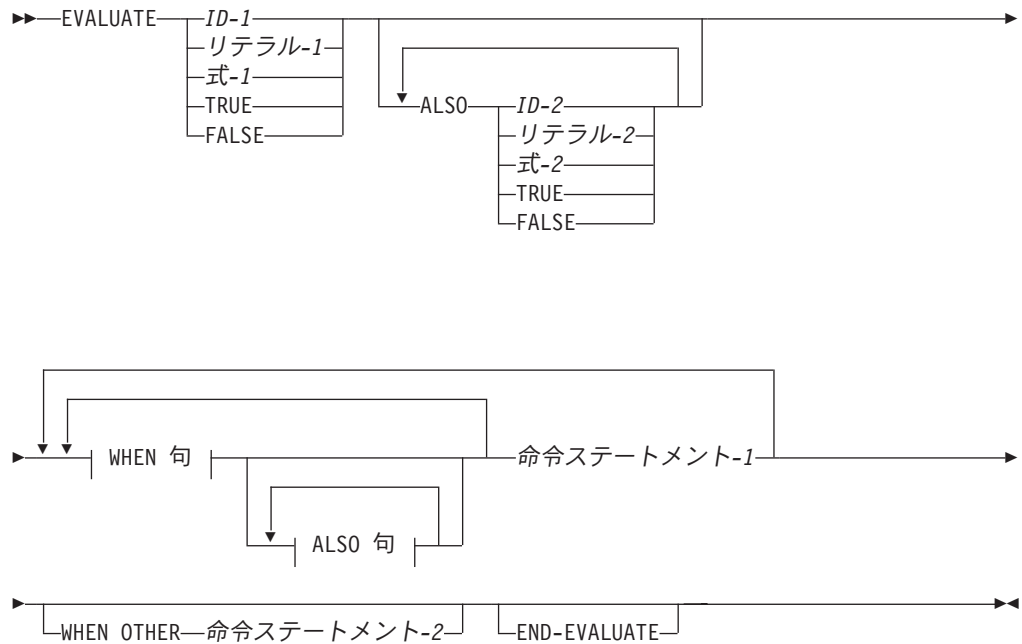 EVALUATE ID-1
リテラル-1
式-1
TRUE
FALSE
ALSO ID-2
リテラル-2
式-2
TRUE
FALSE
WHEN 句 命令ステートメント-1
ALSO 句
WHEN OTHER 命令ステートメント-2 END-EVALUATE